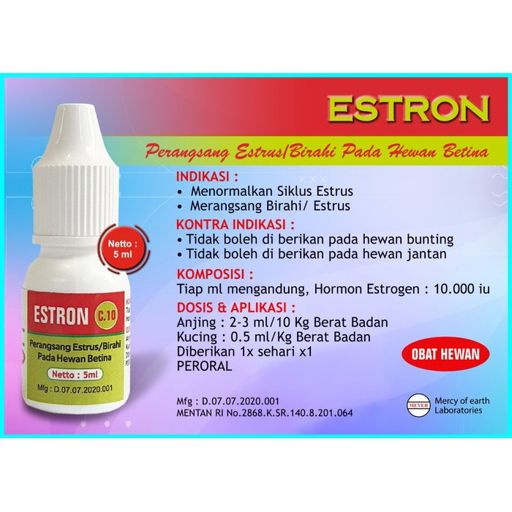 ESTRON
Perangsang Estrus/Birahi Pada Hewan Betina
INDIKASI :
• Menormalkan Siklus Estrus
• Merangsang Birahi/ Estrus
KONTRA INDIKASI :
• Tidak boleh di berikan pada hewan bunting
• Tidak boleh di berikan pada hewan jantan
KOMPOSISI :
Tiap ml mengandung, Hormon Estrogen : 10.000 iu
DOSIS & APLIKASI :
Anjing : 2-3 ml/10 Kg Berat Badan
Kucing : 0.5 ml/Kg Berat Badan
Diberikan 1x sehari x1
PERORAL
OBAT HEWAN
Mfg : D.07.07.2020.001
MENTAN RI No.2868.K.SR.140.8.201.064
MEYER
Mercy of earth
Laboratories
Netto :
5 ml
ESTRON C.10
Perangsang Estrus/Birahi
Pada Hewan Betina
Netto : 5ml
Mfg : D.07.07.2020.001